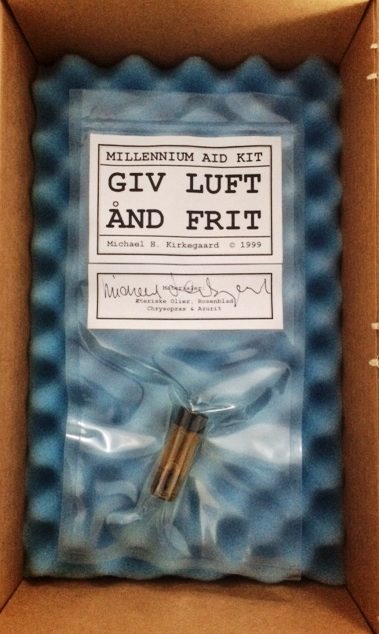 MILLENNIUM AID KIT
GIV LUFT
ÅND FRIT
Michael H. Kirkegaard © 1999
Materialer
Æteriske Olier, Rosenblad
Chrysopras & Azurit